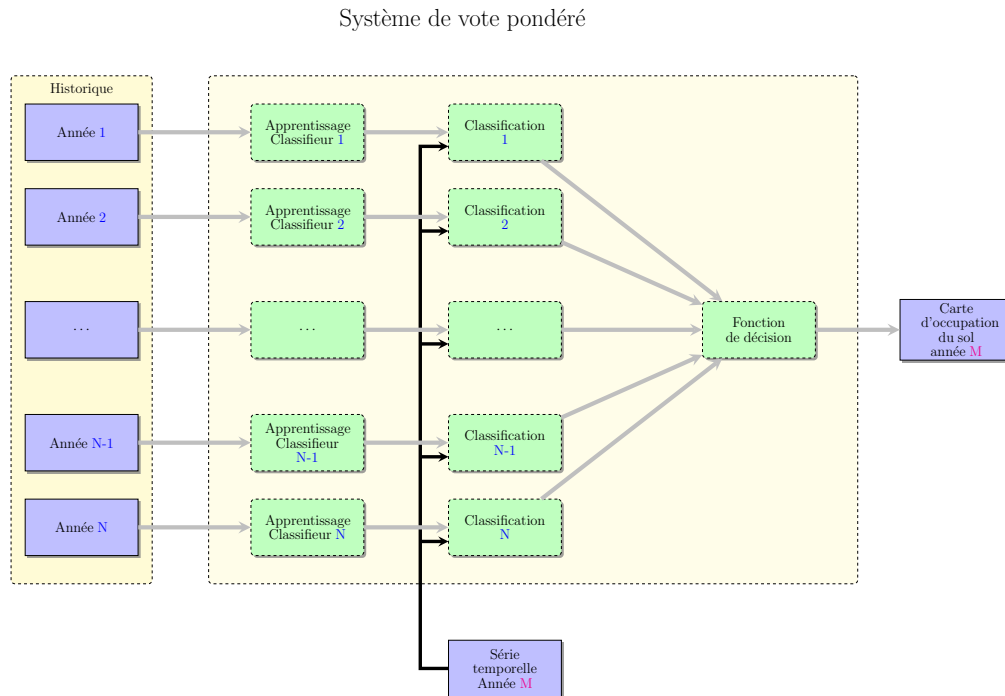 Système de vote pondéré
Historique
Année 1
Apprentissage
Classifieur 1
Classification
1
Année 2
Apprentissage
Classifieur 2
Classification
2
...
...
...
Fonction
de décision
Carte
d'occupation
du sol
année M
Année N-1
Apprentissage
Classifieur
N-1
Classification
N-1
Année N
Apprentissage
Classifieur N
Classification
N
Série
temporelle
Année M